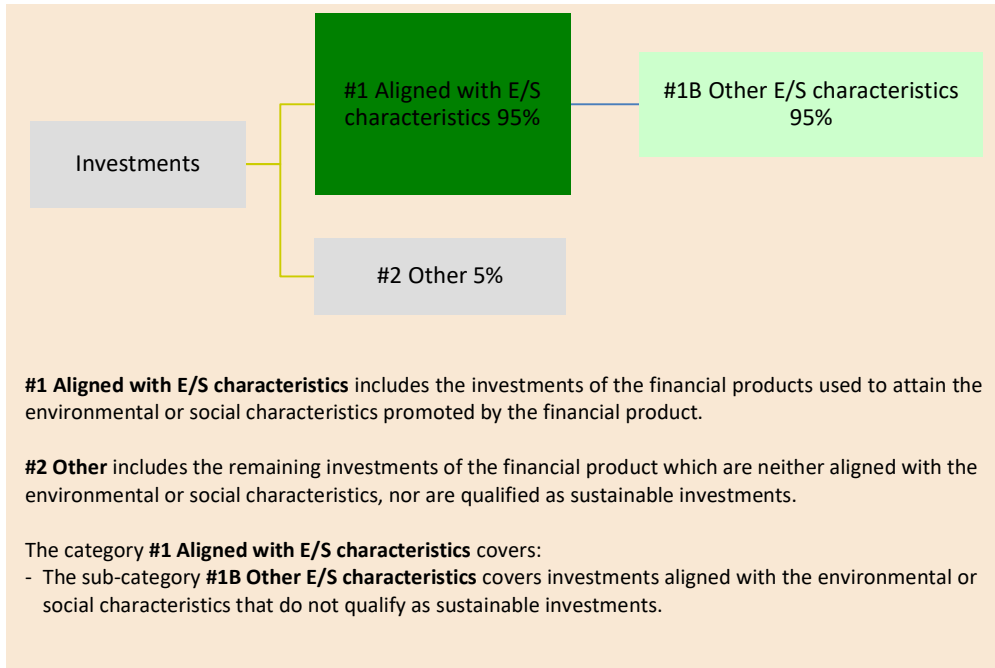 #1 Aligned with E/S
characteristics 95%
#1B Other E/S characteristics
95%
Investments
#2 Other 5%
#1 Aligned with E/S characteristics includes the investments of the financial products used to attain the
environmental or social characteristics promoted by the financial product.
#2 Other includes the remaining investments of the financial product which are neither aligned with the
environmental or social characteristics, nor are qualified as sustainable investments.
The category #1 Aligned with E/S characteristics covers:
- The sub-category #1B Other E/S characteristics covers investments aligned with the environmental or
social characteristics that do not qualify as sustainable investments.